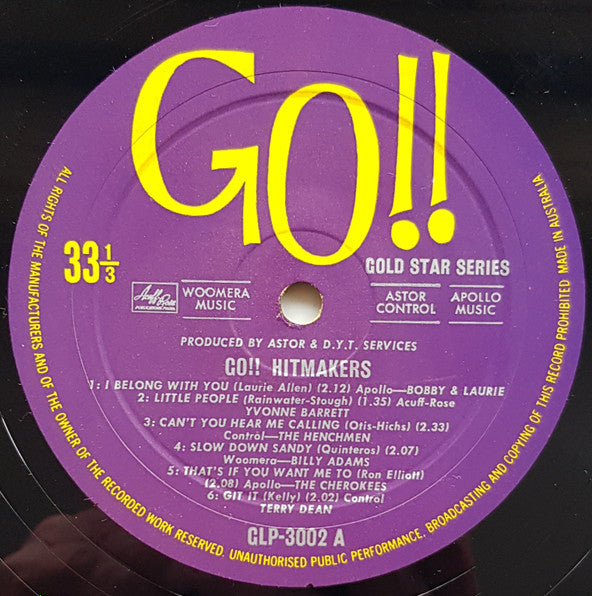 GO!!
GOLD STAR SERIES
33 1/3
Acuff-Rose
WOOMERA MUSIC
ASTOR CONTROL
APOLLO MUSIC
PRODUCED BY ASTOR & D.Y.T. SERVICES
GO!! HITMAKERS
1: I BELONG WITH YOU (Laurie Allen) (2.12) Apollo—BOBBY & LAURIE
2: LITTLE PEOPLE (Rainwater-Stough) (1.35) Acuff-Rose
YVONNE BARRETT
3: CAN'T YOU HEAR ME CALLING (Otis-Hichs) (2.33)
Control—THE HENCHMEN
4: SLOW DOWN SANDY (Quinteros) (2.07)
Woomera—BILLY ADAMS
5: THAT'S IF YOU WANT ME TO (Ron Elliott)
(2.08) Apollo—THE CHEROKEES
6: GIT IT (Kelly) (2.02) Control
TERRY DEAN
GLP-3002 A
ALL RIGHTS OF THE MANUFACTURERS AND OF THE OWNER OF THE RECORDED WORK RESERVED. UNAUTHORISED PUBLIC PERFORMANCE, BROADCASTING AND COPYING OF THIS RECORD PROHIBITED MADE IN AUSTRALIA